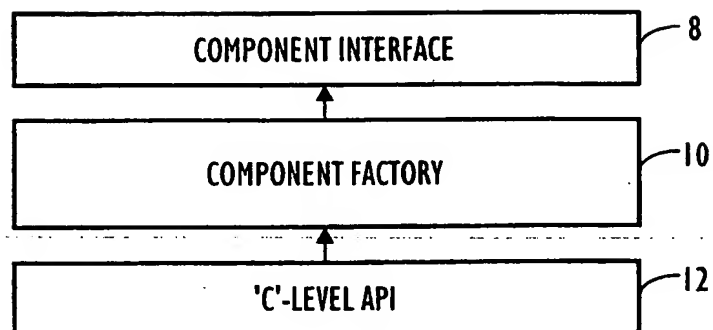 COMPONENT INTERFACE
8
COMPONENT FACTORY
10
'C'-LEVEL API
12